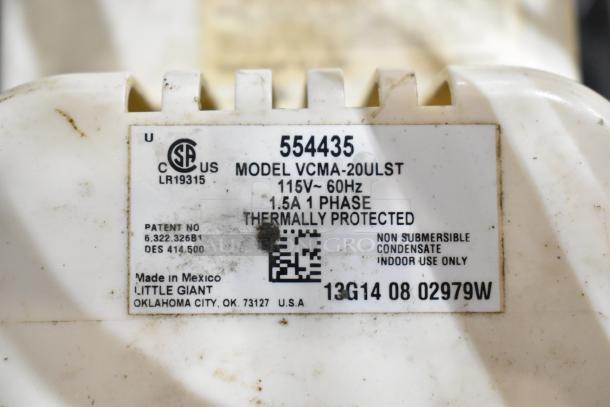 U
554435
CSA
C US
LR19315
MODEL VCMA-20ULST
115V~ 60Hz
1.5A 1 PHASE
THERMALLY PROTECTED
PATENT NO
6,322,326B1
DES 414,500
NON SUBMERSIBLE
CONDENSATE
INDOOR USE ONLY
Made in Mexico
LITTLE GIANT
OKLAHOMA CITY, OK. 73127 U.S.A
13G14 08 02979W